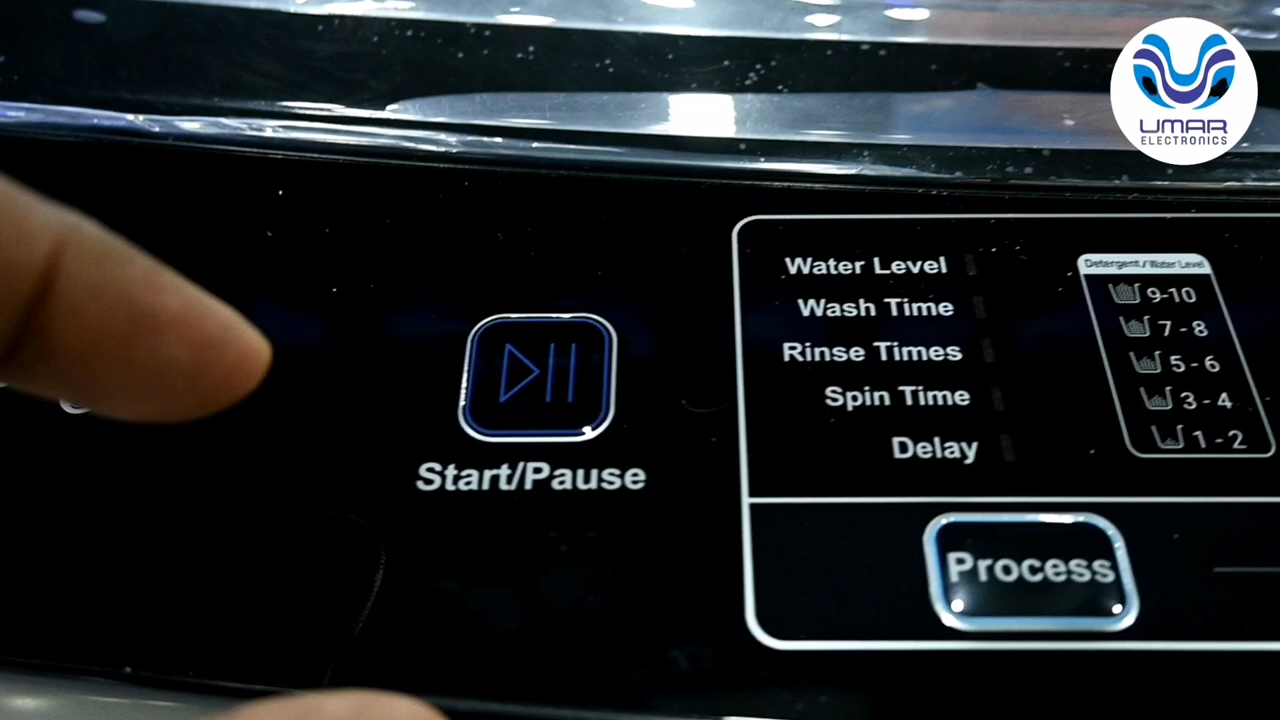 UMAR
ELECTRONICS
Water Level
Wash Time
Rinse Times
Spin Time
Delay
Detergent / Water Level
9-10
7 - 8
5 - 6
3 - 4
1 - 2
Start/Pause
Process